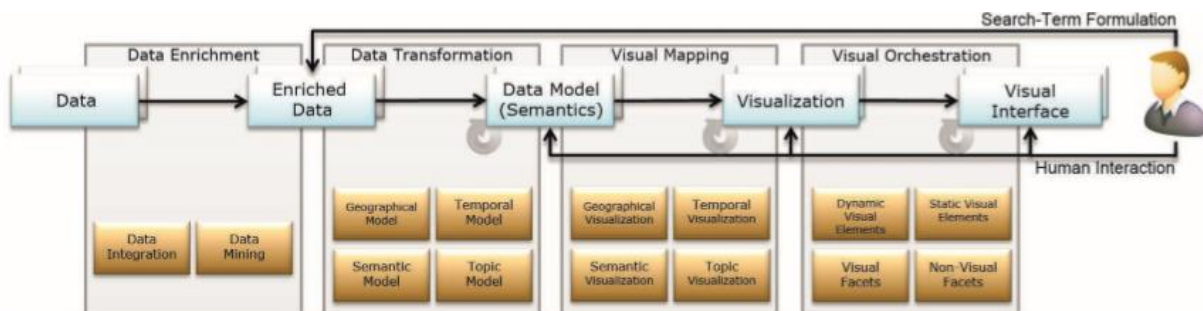 Search-Term Formulation
Data Enrichment
Data Transformation
Visual Mapping
Visual Orchestration
Data
Enriched
Data
Data Model
(Semantics)
Visualization
Visual
Interface
Human Interaction
Data
Integration
Data
Mining
Geographical
Model
Temporal
Model
Semantic
Model
Topic
Model
Geographical
Visualization
Temporal
Visualization
Semantic
Visualization
Topic
Visualization
Dynamic
Visual
Elements
Static Visual
Elements
Visual
Facets
Non-Visual
Facets